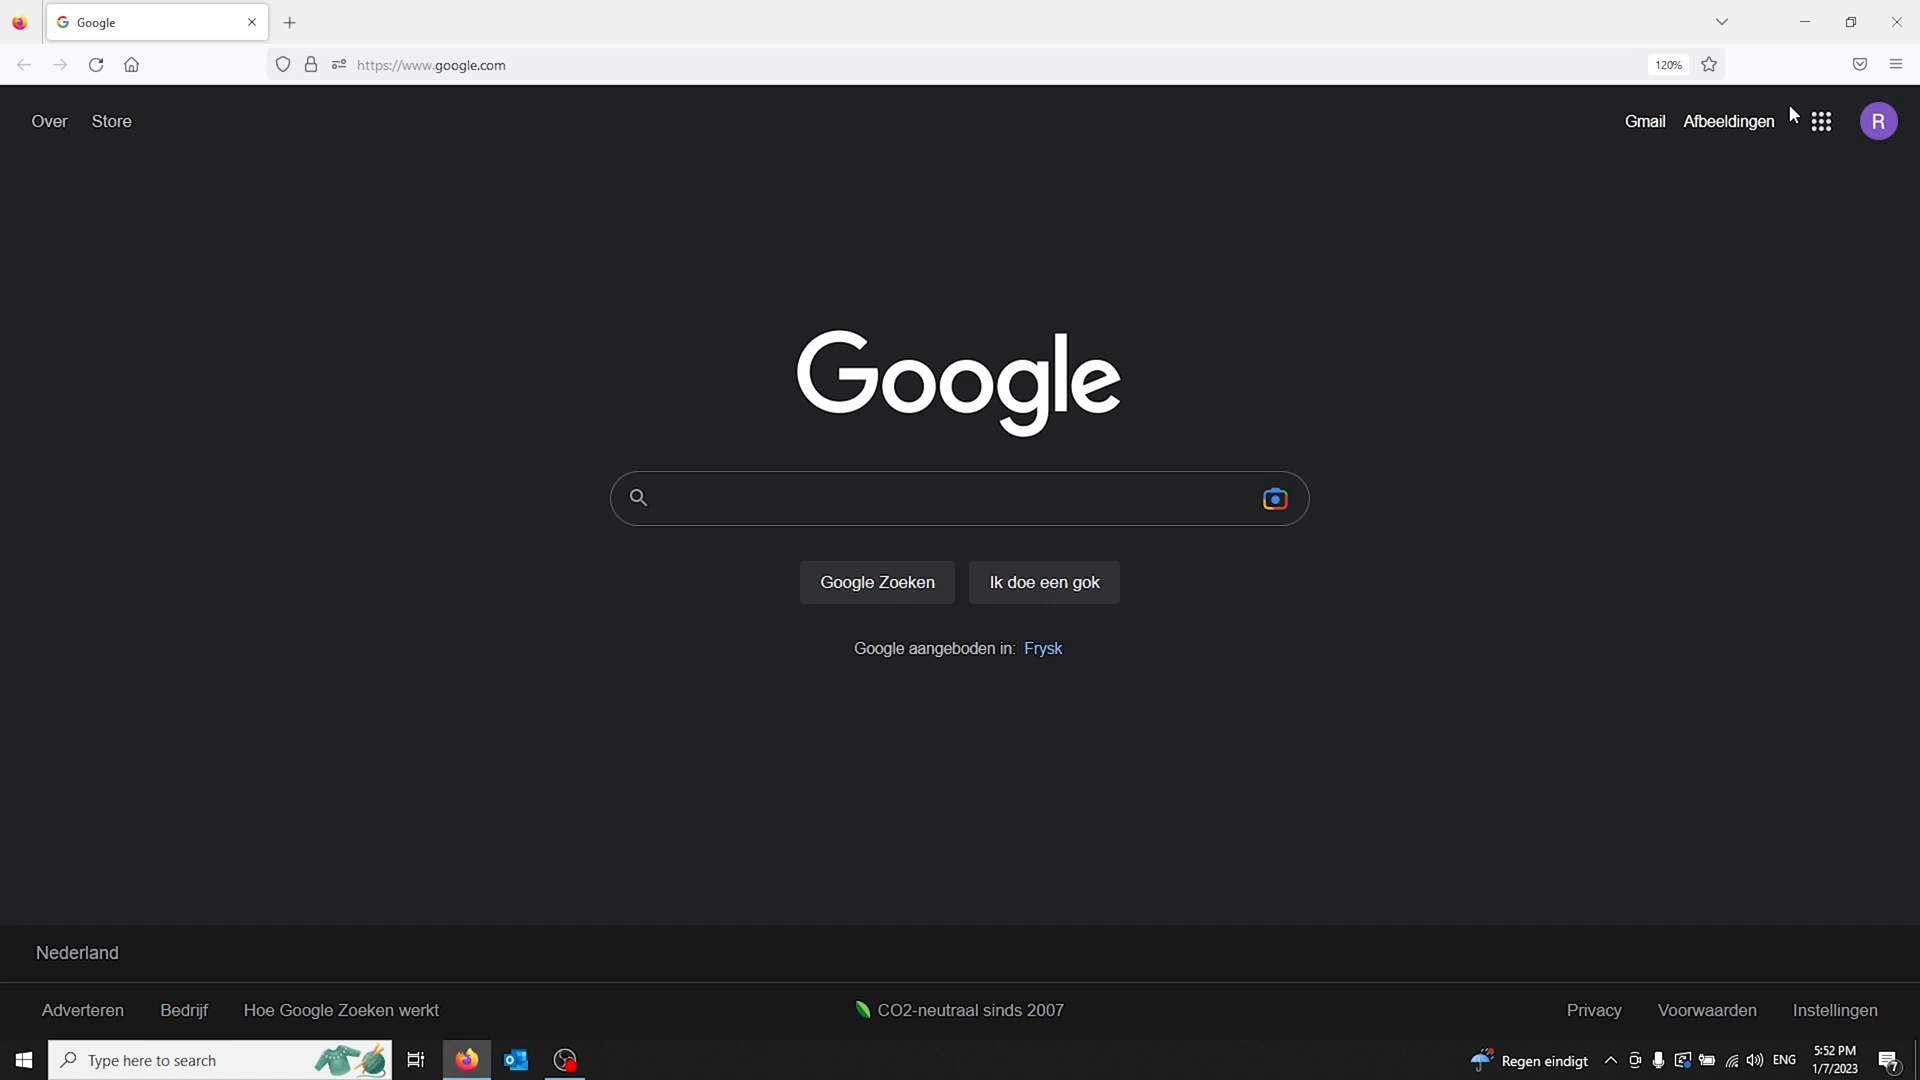 Google
https://www.google.com
120%
Over Store
Gmail Afbeeldingen R
Google
Google Zoeken
Ik doe een gok
Google aangeboden in: Frysk
Nederland
Adverteren Bedrijf Hoe Google Zoeken werkt
CO2-neutraal sinds 2007
Privacy Voorwaarden Instellingen
Type here to search
Regen eindigt
ENG
5:52 PM
1/7/2023
7